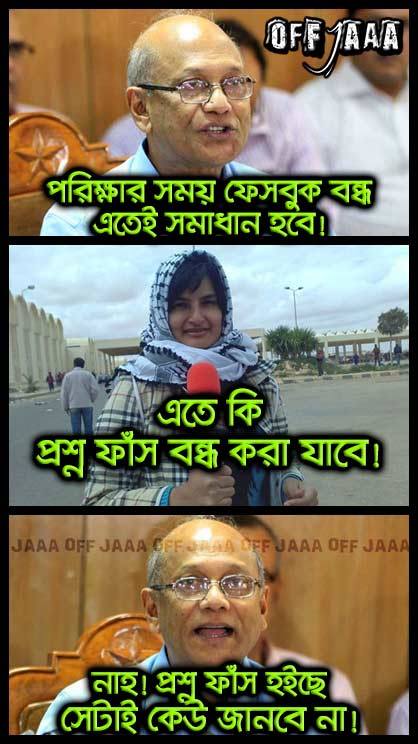 OFF JAAA
পরিক্ষার সময় ফেসবুক বন্ধ
এতেই সমাধান হবে!
এতে কি
প্রশ্ন ফাঁস বন্ধ করা যাবে!
JAAA OFF JAAA OFF JAAA OFF JAAA OFF JAAA
নাহ! প্রশ্ন ফাঁস হইছে
সেটাই কেউ জানবে না!